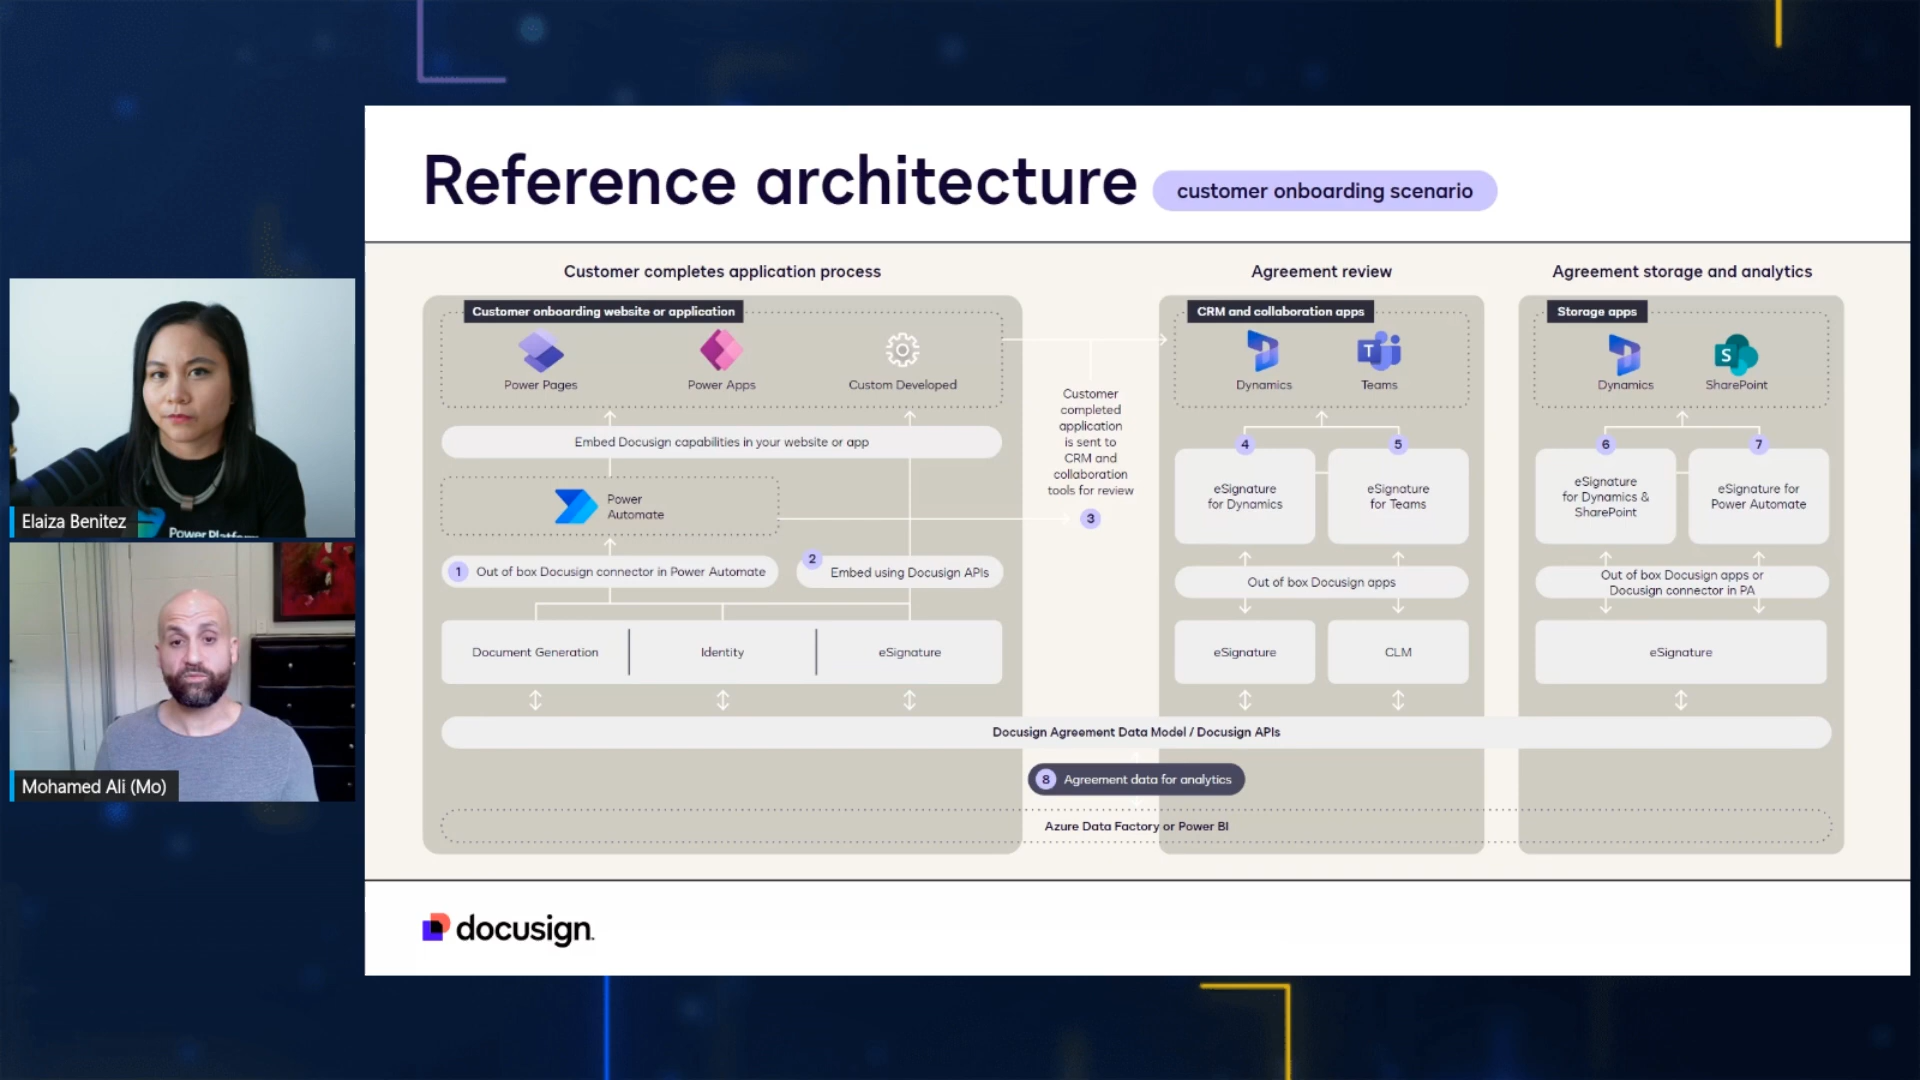 Reference architecture
customer onboarding scenario
Customer completes application process
Agreement review
Agreement storage and analytics
Customer onboarding website or application
Power Pages
Power Apps
Custom Developed
Embed Docusign capabilities in your website or app
Power
Automate
1 Out of box Docusign connector in Power Automate
2 Embed using Docusign APIs
Document Generation
Identity
eSignature
Customer
completed
application
is sent to
CRM and
collaboration
tools for review
3
CRM and collaboration apps
Dynamics
T
Teams
4
5
eSignature
for Dynamics
eSignature
for Teams
Out of box Docusign apps
eSignature
CLM
Storage apps
Dynamics
S
SharePoint
6
7
eSignature
for Dynamics &
SharePoint
eSignature for
Power Automate
Out of box Docusign apps or
Docusign connector in PA
eSignature
Docusign Agreement Data Model / Docusign APIs
8 Agreement data for analytics
Azure Data Factory or Power BI
docusign.
Elaiza Benitez
Power Platform
Mohamed Ali (Mo)